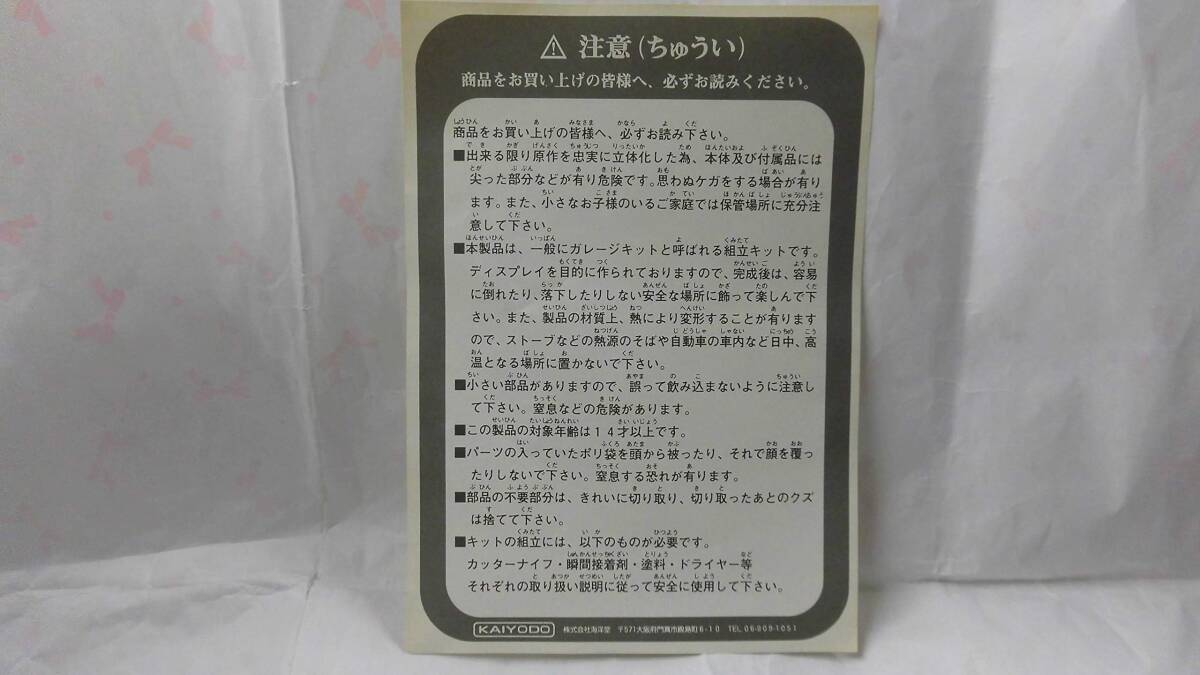 ⚠ 注意(ちゅうい)
商品をお買い上げの皆様へ、必ずお読みください。
商品をお買い上げの皆様へ、必ずお読み下さい。
■出来る限り原作を忠実に立体化した為、本体及び付属品には
尖った部分などが有り危険です。思わぬケガをする場合が有り
ます。また、小さなお子様のいるご家庭では保管場所に充分注
意して下さい。
■本製品は、一般にガレージキットと呼ばれる組立キットです。
ディスプレイを目的に作られておりますので、完成後は、容易
に倒れたり、落下したりしない安全な場所に飾って楽しんで下
さい。また、製品の材質上、熱により変形することが有ります
ので、ストーブなどの熱源のそばや自動車の車内など日中、高
温となる場所に置かないで下さい。
■小さい部品がありますので、誤って飲み込まないように注意し
て下さい。窒息などの危険があります。
■この製品の対象年齢は14才以上です。
■パーツの入っていたポリ袋を頭から被ったり、それで顔を覆っ
たりしないで下さい。窒息する恐れが有ります。
■部品の不要部分は、きれいに切り取り、切り取ったあとのクズ
は捨てて下さい。
■キットの組立には、以下のものが必要です。
カッターナイフ・瞬間接着剤・塗料・ドライヤー等
それぞれの取り扱い説明に従って安全に使用して下さい。
KAIYODO 株式会社海洋堂 〒571大阪府門真市殿島町6-10 TEL 06-909-1051